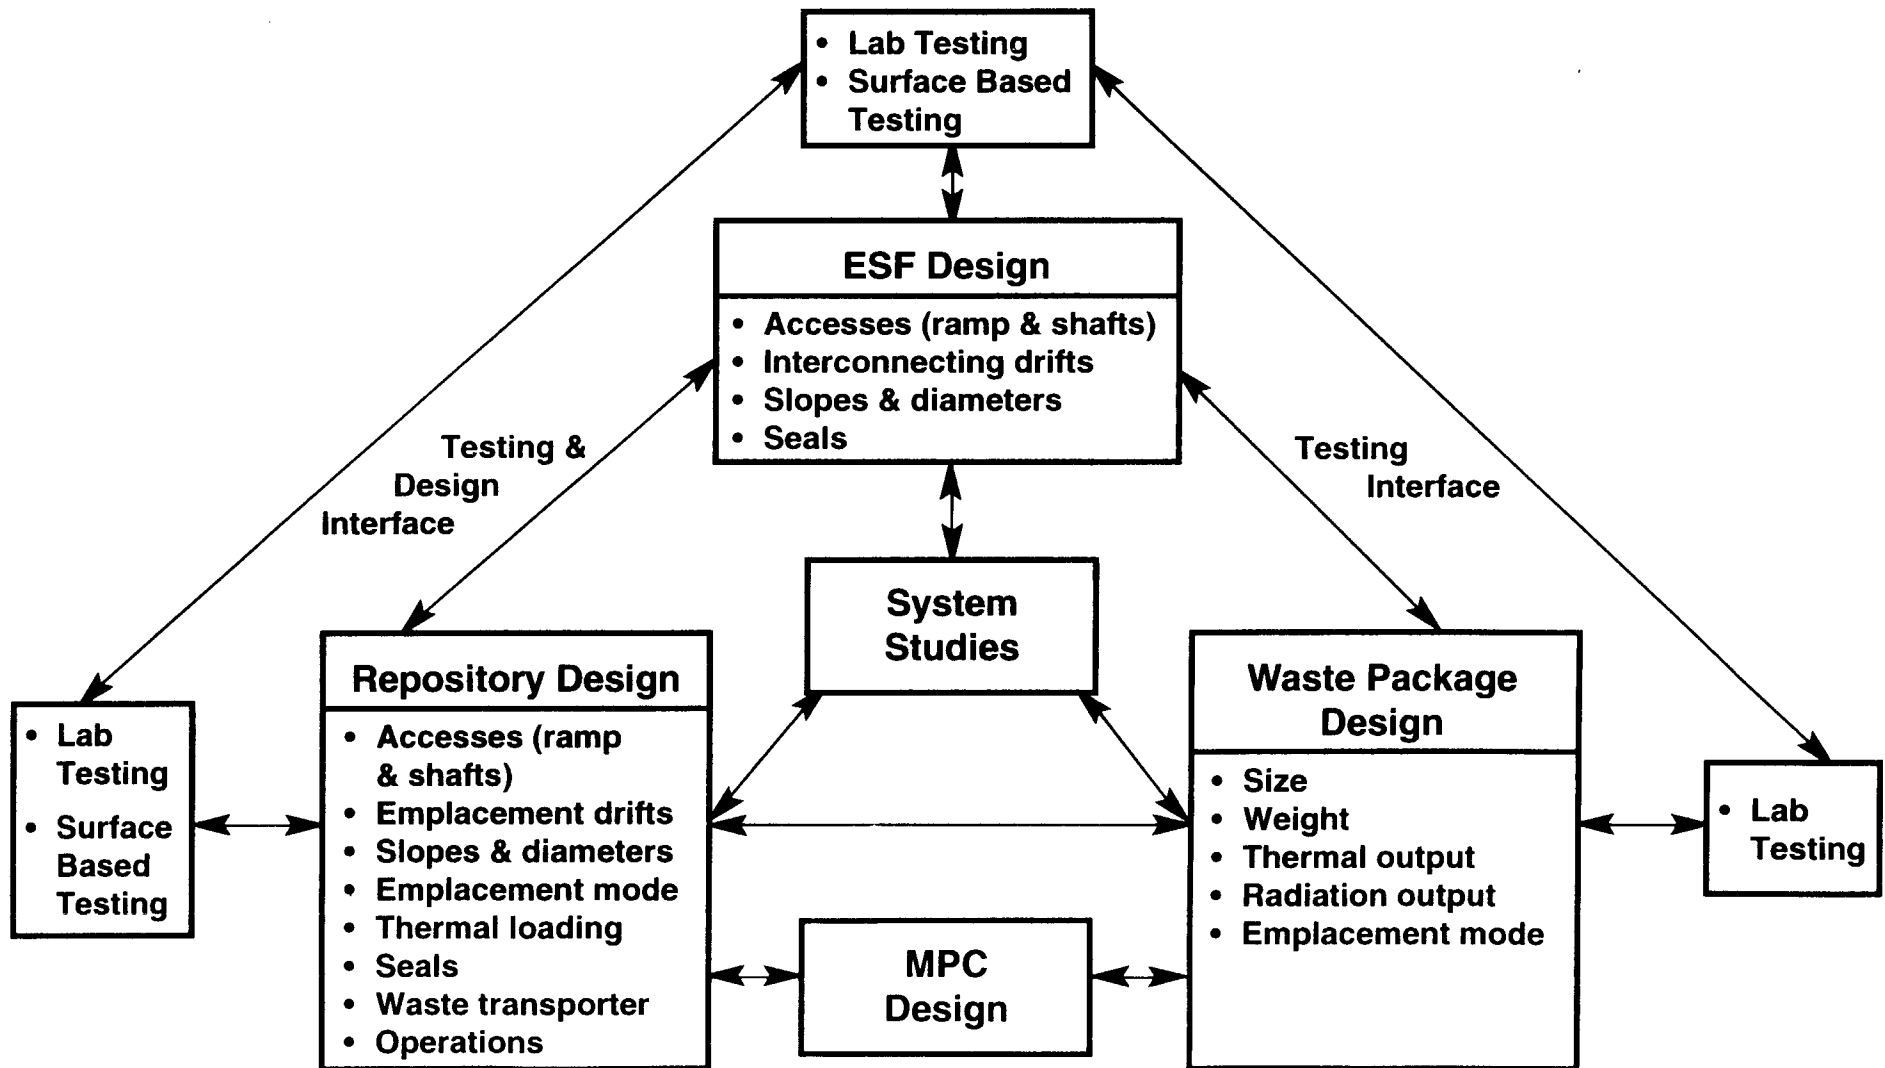 • Lab Testing
• Surface Based
Testing
ESF Design
• Accesses (ramp & shafts)
• Interconnecting drifts
• Slopes & diameters
• Seals
Testing &
Design
Interface
Testing
Interface
System
Studies
• Lab
Testing
• Surface
Based
Testing
Repository Design
• Accesses (ramp
& shafts)
• Emplacement drifts
• Slopes & diameters
• Emplacement mode
• Thermal loading
• Seals
• Waste transporter
• Operations
MPC
Design
Waste Package
Design
• Size
• Weight
• Thermal output
• Radiation output
• Emplacement mode
• Lab
Testing